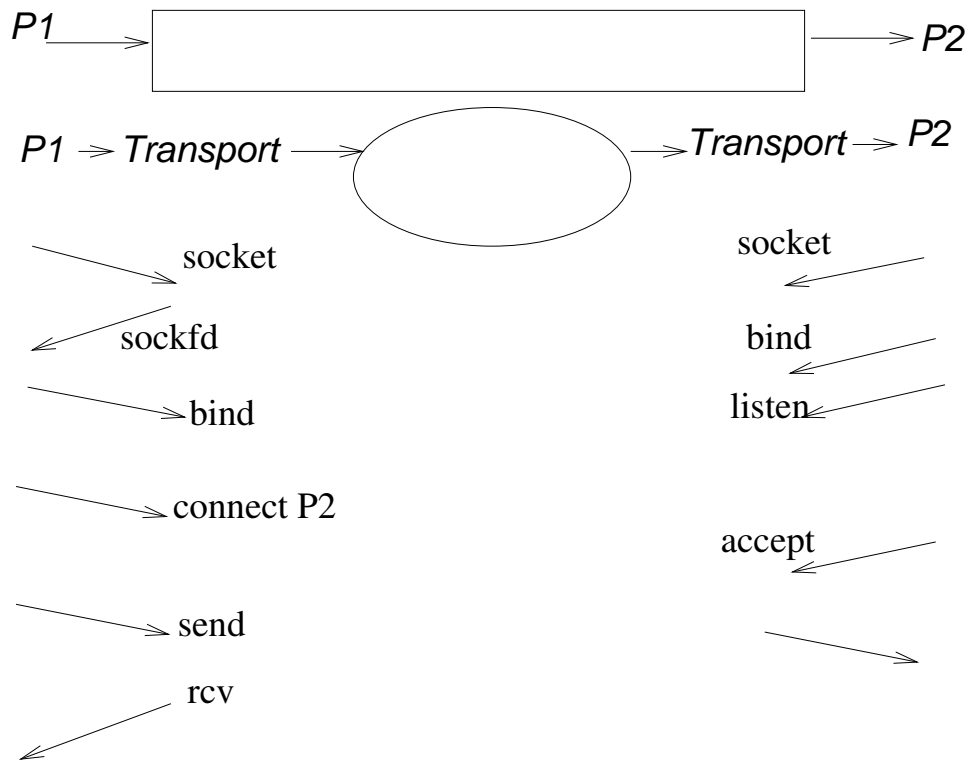 P1 P2
P1 Transport Transport P2
socket socket
sockfd bind
bind listen
connect P2
accept
send
rcv